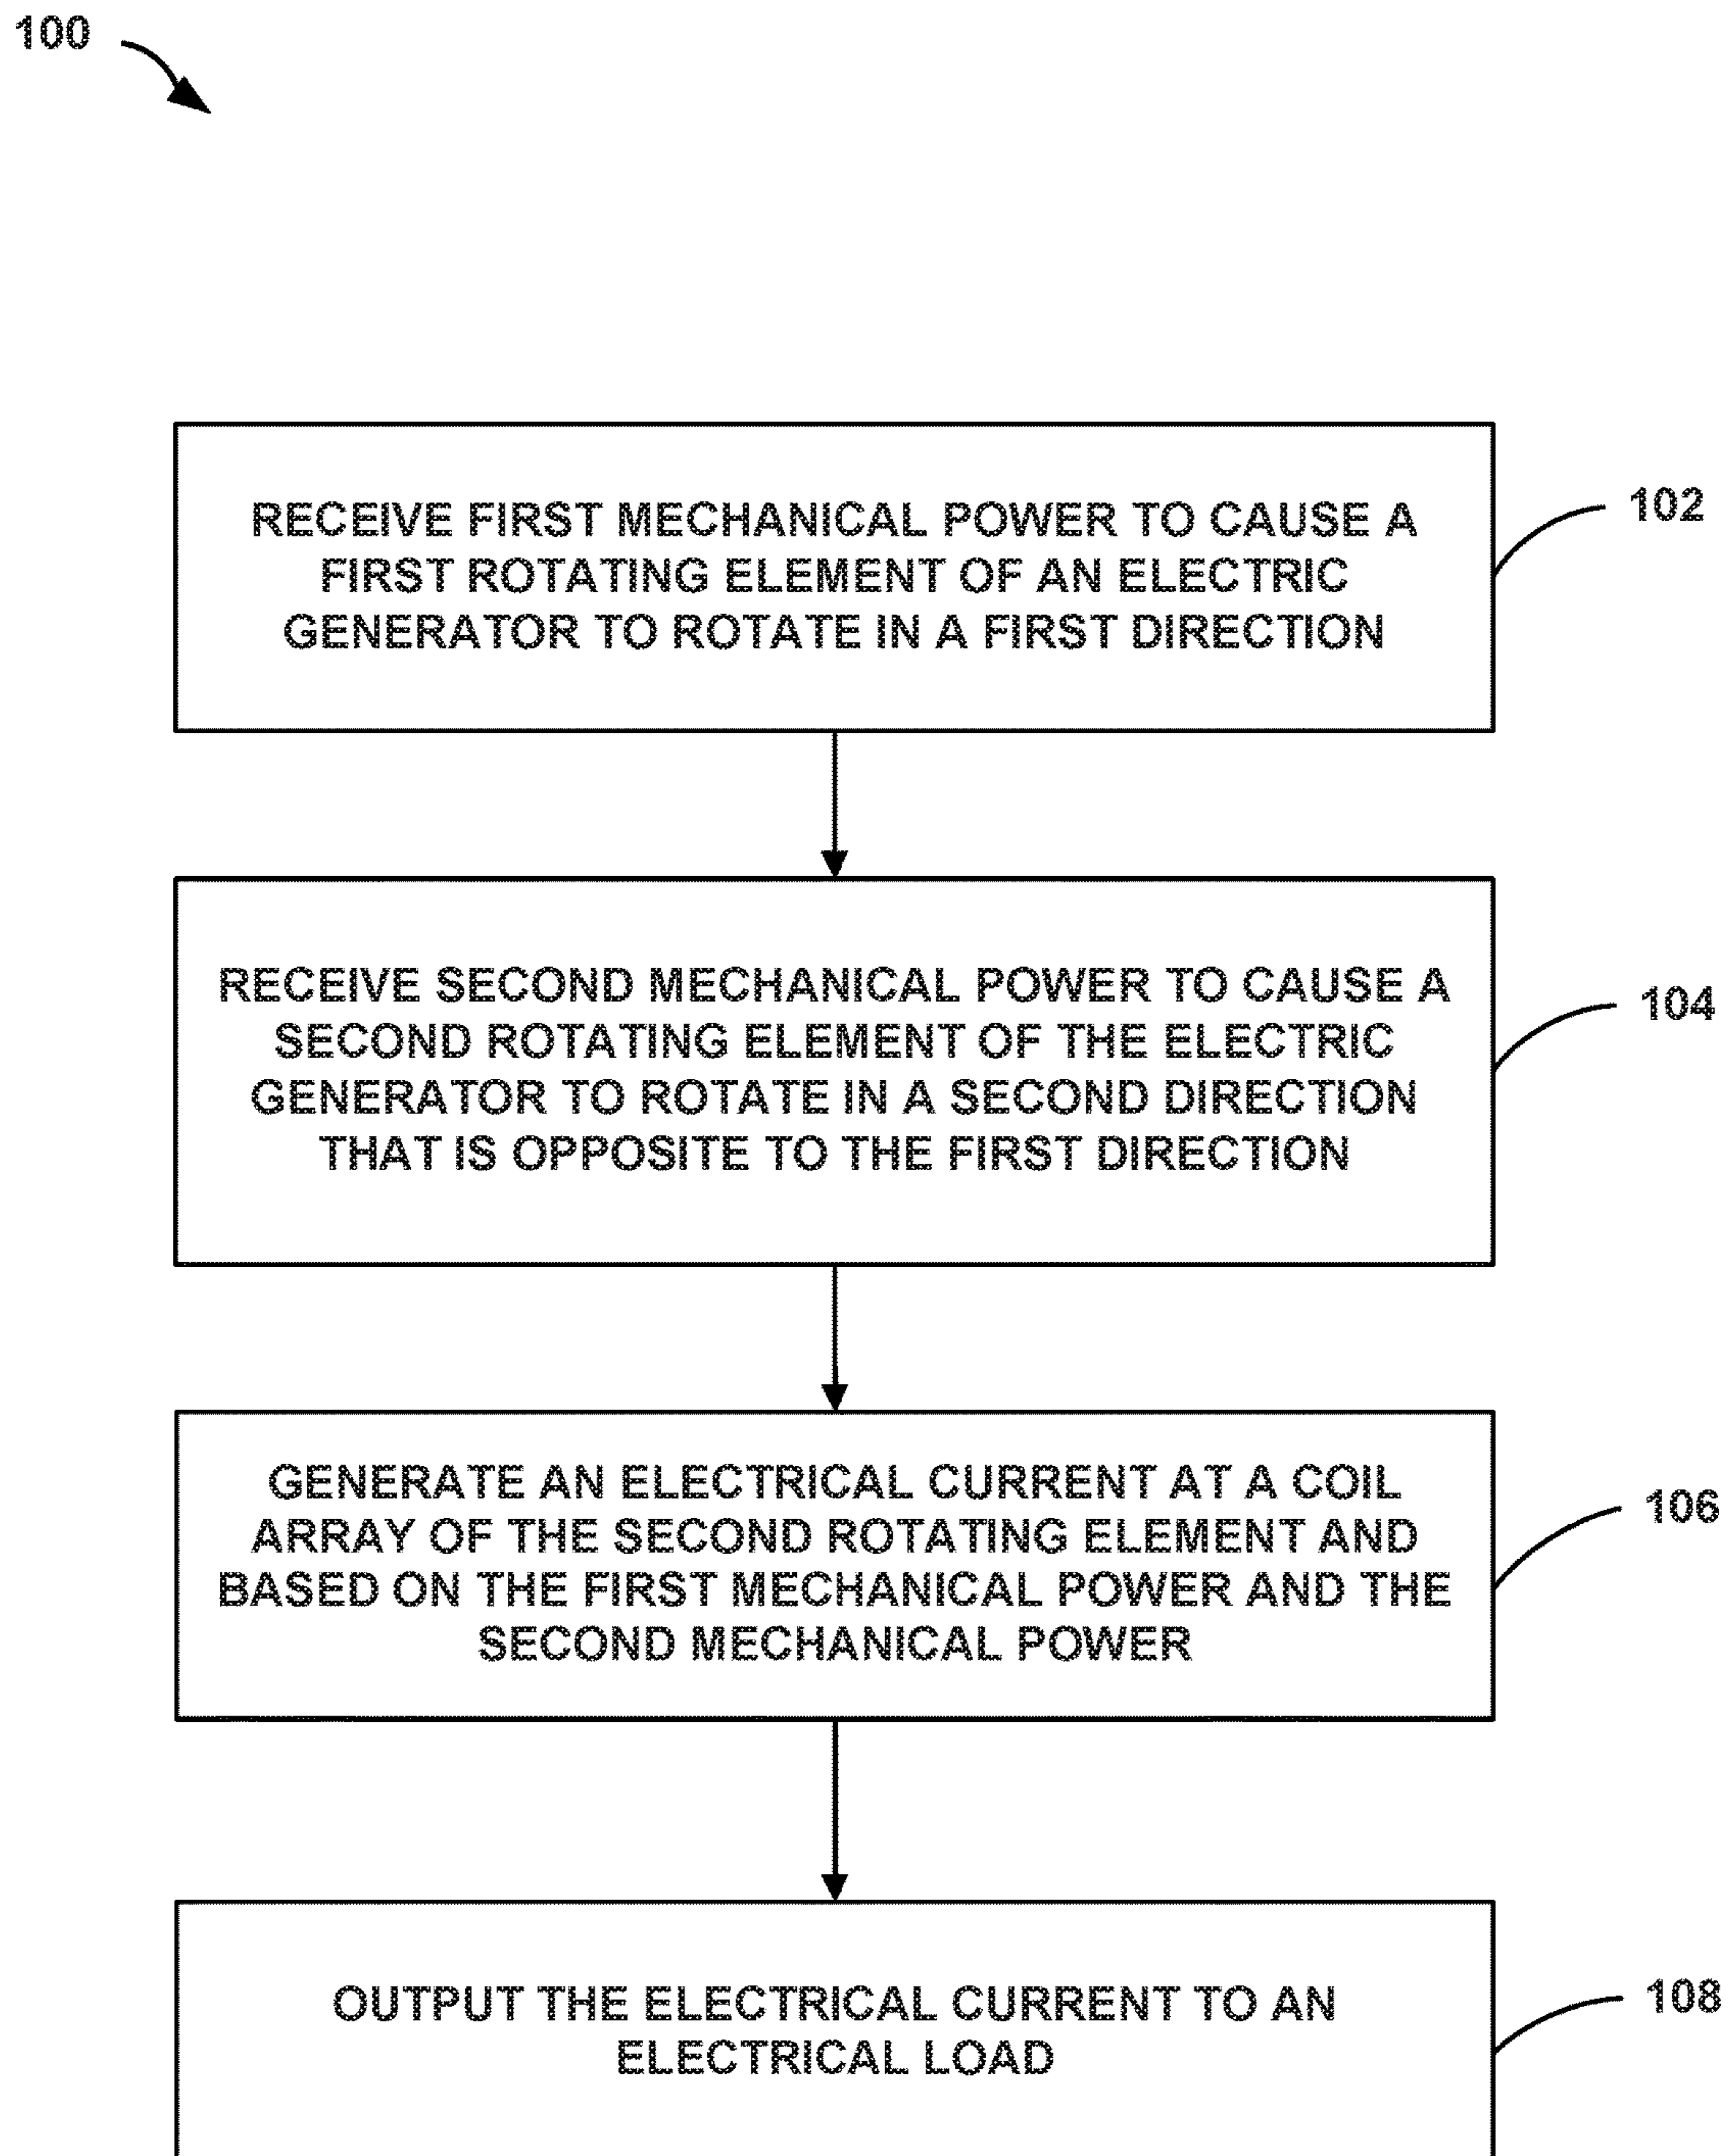 100
RECEIVE FIRST MECHANICAL POWER TO CAUSE A
FIRST ROTATING ELEMENT OF AN ELECTRIC
GENERATOR TO ROTATE IN A FIRST DIRECTION
102
RECEIVE SECOND MECHANICAL POWER TO CAUSE A
SECOND ROTATING ELEMENT OF THE ELECTRIC
GENERATOR TO ROTATE IN A SECOND DIRECTION
THAT IS OPPOSITE TO THE FIRST DIRECTION
104
GENERATE AN ELECTRICAL CURRENT AT A COIL
ARRAY OF THE SECOND ROTATING ELEMENT AND
BASED ON THE FIRST MECHANICAL POWER AND THE
SECOND MECHANICAL POWER
106
OUTPUT THE ELECTRICAL CURRENT TO AN
ELECTRICAL LOAD
108